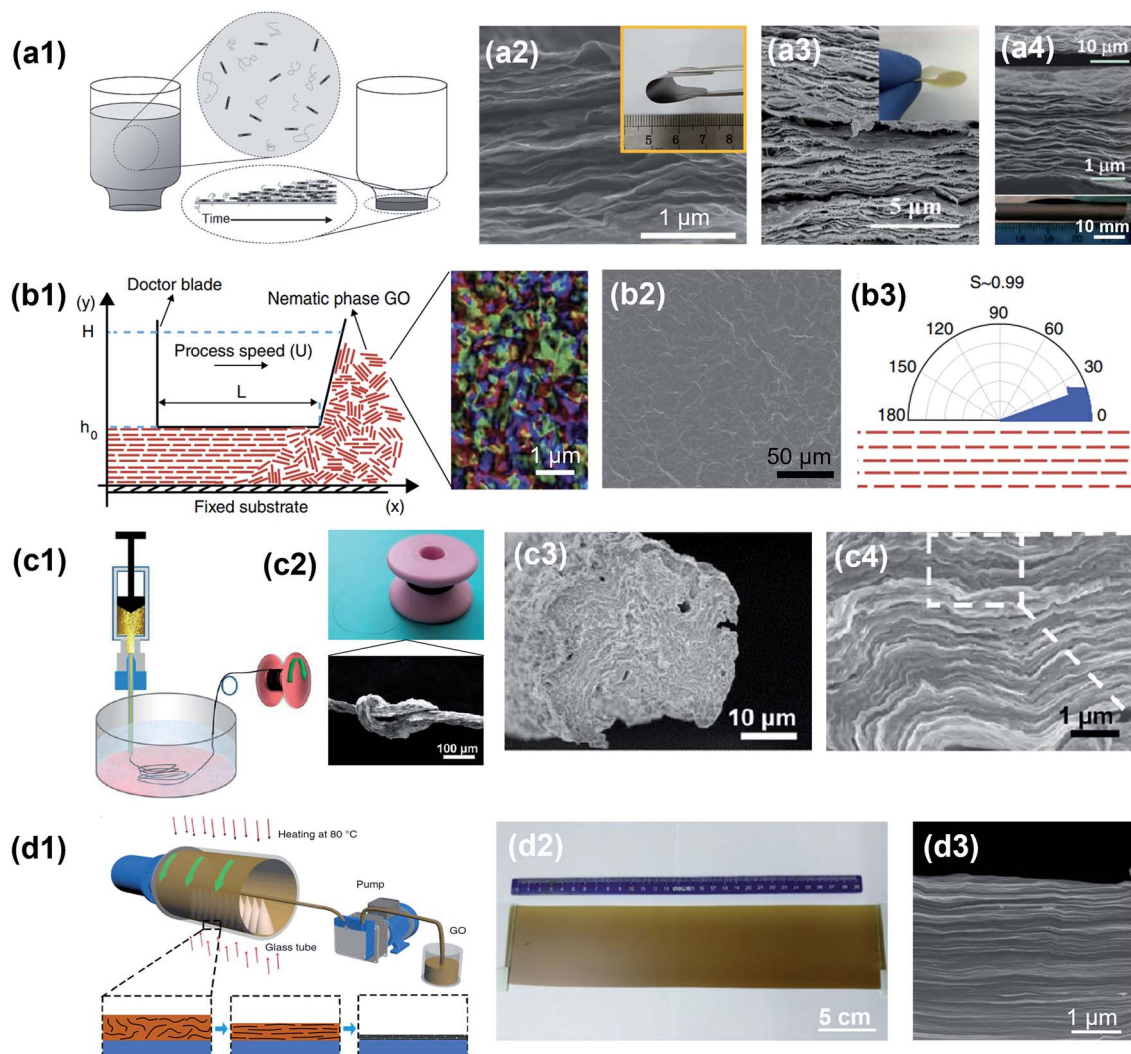 (a1)
Time
(a2)
5 6 7 8
1 µm
(a3)
5 µm
(a4)
10 µm
1 µm
10 mm
(b1)
(y)
Doctor blade
Nematic phase GO
H
Process speed (U)
L
h0
Fixed substrate
(x)
1 µm
(b2)
50 µm
(b3)
S~0.99
90
120
60
150
30
180
0
(c1)
(c2)
100 µm
(c3)
10 µm
(c4)
1 µm
(d1)
Heating at 80 °C
Pump
GO
Glass tube
(d2)
5 cm
(d3)
1 µm